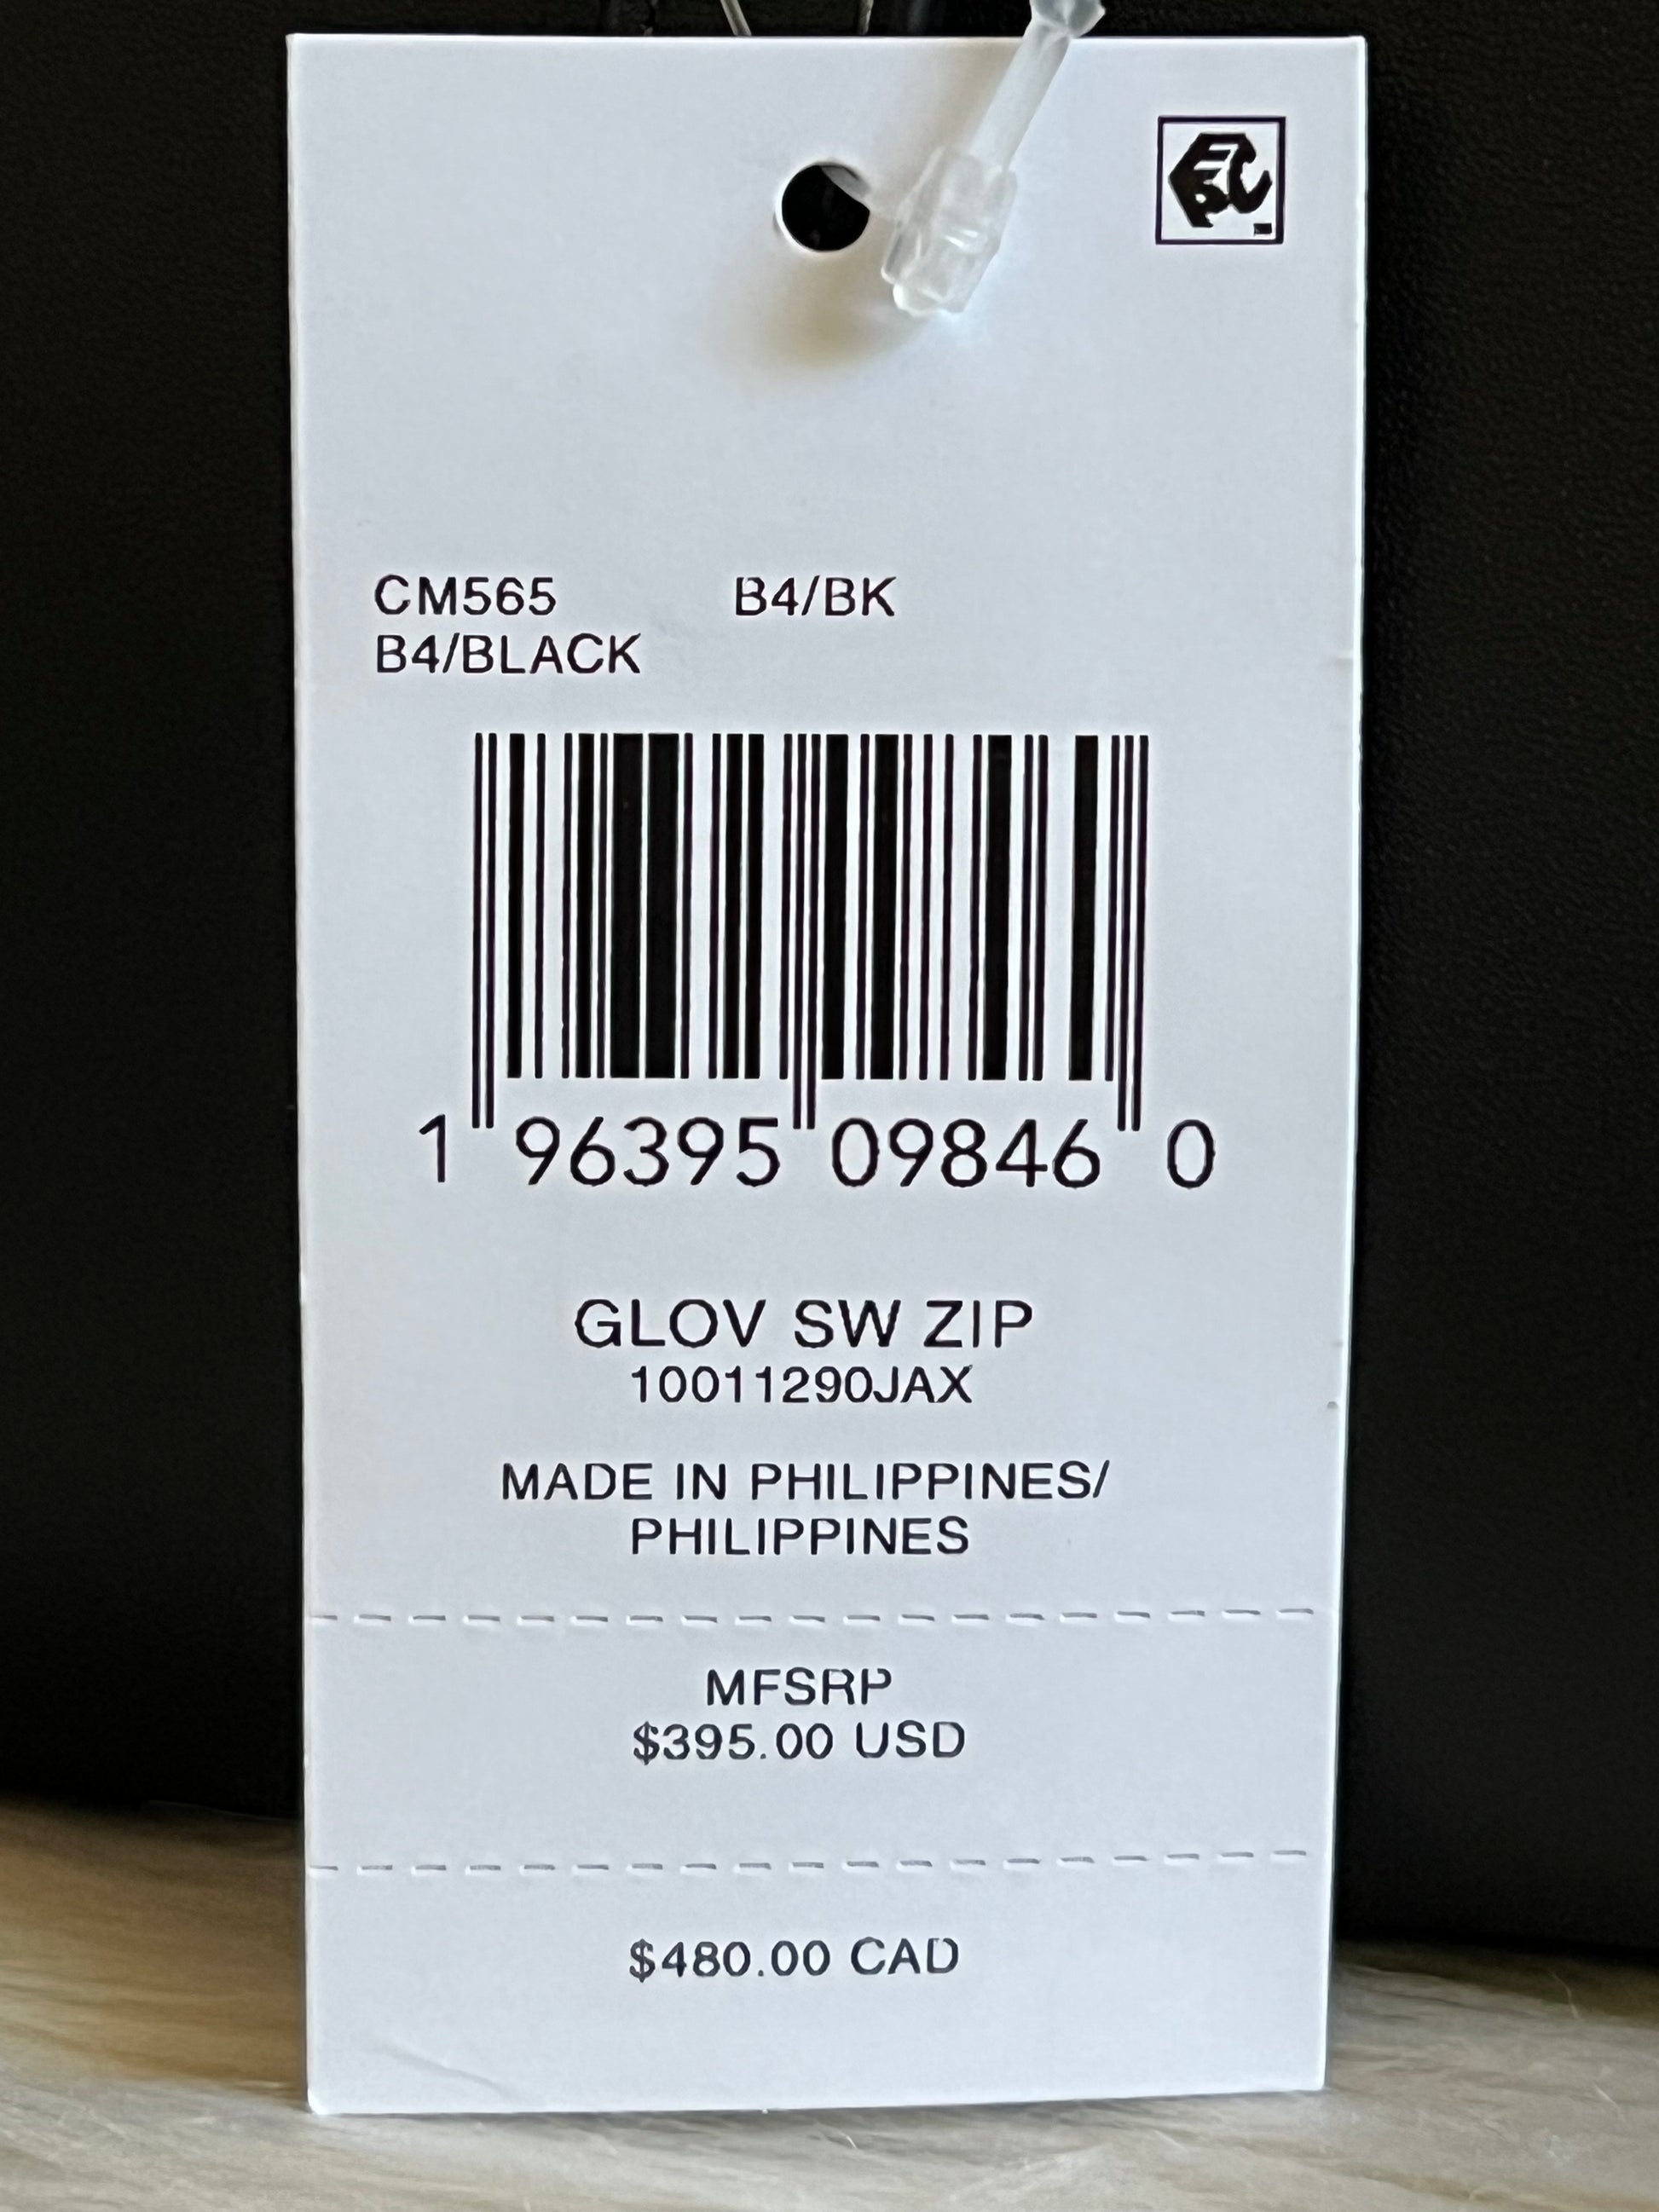 CM565 B4/BK
B4/BLACK
1 96395 09846 0
GLOV SW ZIP
10011290JAX
MADE IN PHILIPPINES/
PHILIPPINES
MFSRP
$395.00 USD
$480.00 CAD